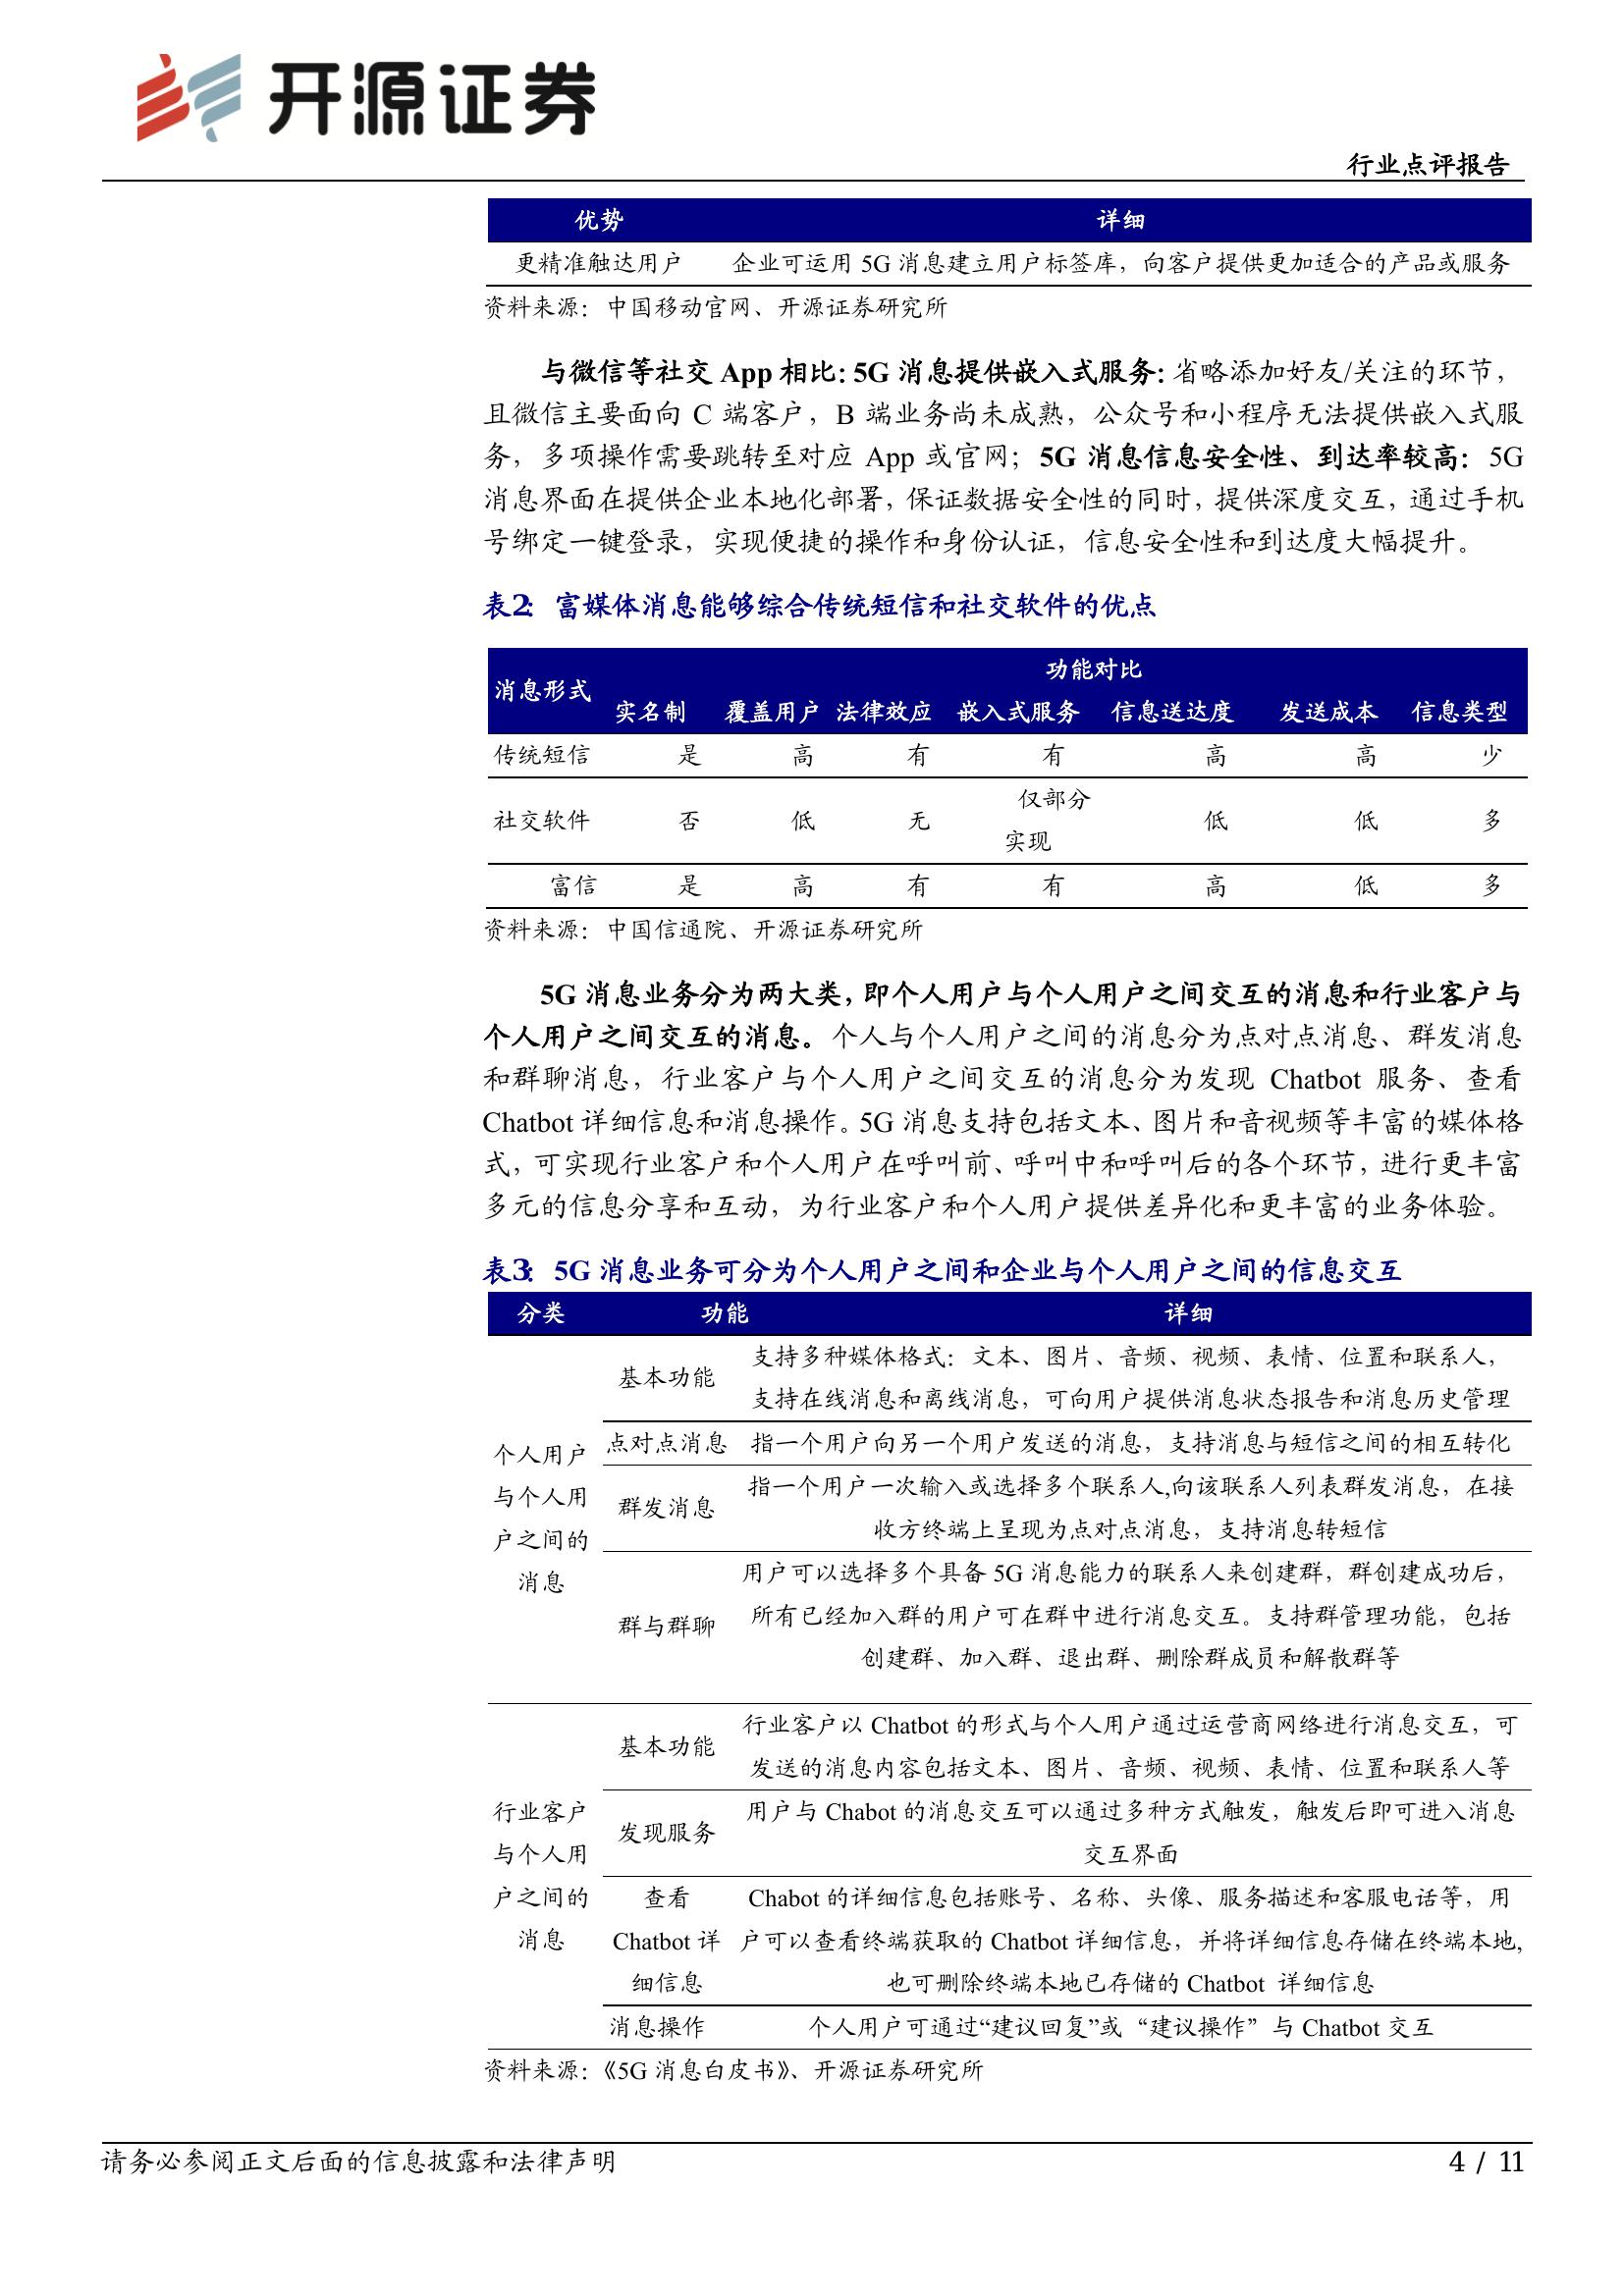 开源证券
行业点评报告
优势 详细
更精准触达用户 企业可运用 5G 消息建立用户标签库，向客户提供更加适合的产品或服务
资料来源：中国移动官网、开源证券研究所
与微信等社交 App 相比：5G 消息提供嵌入式服务：省略添加好友/关注的环节，
且微信主要面向 C 端客户，B 端业务尚未成熟，公众号和小程序无法提供嵌入式服
务，多项操作需要跳转至对应 App 或官网；5G 消息信息安全性、到达率较高：5G
消息界面在提供企业本地化部署，保证数据安全性的同时，提供深度交互，通过手机
号绑定一键登录，实现便捷的操作和身份认证，信息安全性和到达度大幅提升。
表2：富媒体消息能够综合传统短信和社交软件的优点
消息形式 功能对比
实名制 覆盖用户 法律效应 嵌入式服务 信息送达度 发送成本 信息类型
传统短信 是 高 有 有 高 高 少
社交软件 否 低 无 仅部分实现 低 低 多
富信 是 高 有 有 高 低 多
资料来源：中国信通院、开源证券研究所
5G 消息业务分为两大类，即个人用户与个人用户之间交互的消息和行业客户与
个人用户之间交互的消息。个人与个人用户之间的消息分为点对点消息、群发消息
和群聊消息，行业客户与个人用户之间交互的消息分为发现 Chatbot 服务、查看
Chatbot 详细信息和消息操作。5G 消息支持包括文本、图片和音视频等丰富的媒体格
式，可实现行业客户和个人用户在呼叫前、呼叫中和呼叫后的各个环节，进行更丰富
多元的信息分享和互动，为行业客户和个人用户提供差异化和更丰富的业务体验。
表3：5G 消息业务可分为个人用户之间和企业与个人用户之间的信息交互
分类 功能 详细
个人用户
与个人用
户之间的
消息
基本功能
支持多种媒体格式：文本、图片、音频、视频、表情、位置和联系人，
支持在线消息和离线消息，可向用户提供消息状态报告和消息历史管理
点对点消息 指一个用户向另一个用户发送的消息，支持消息与短信之间的相互转化
群发消息
指一个用户一次输入或选择多个联系人,向该联系人列表群发消息，在接
收方终端上呈现为点对点消息，支持消息转短信
群与群聊
用户可以选择多个具备 5G 消息能力的联系人来创建群，群创建成功后，
所有已经加入群的用户可在群中进行消息交互。支持群管理功能，包括
创建群、加入群、退出群、删除群成员和解散群等
行业客户
与个人用
户之间的
消息
基本功能
行业客户以 Chatbot 的形式与个人用户通过运营商网络进行消息交互，可
发送的消息内容包括文本、图片、音频、视频、表情、位置和联系人等
发现服务
用户与 Chabot 的消息交互可以通过多种方式触发，触发后即可进入消息
交互界面
查看
Chatbot 详
细信息
Chabot 的详细信息包括账号、名称、头像、服务描述和客服电话等，用
户可以查看终端获取的 Chatbot 详细信息，并将详细信息存储在终端本地,
也可删除终端本地已存储的 Chatbot 详细信息
消息操作 个人用户可通过“建议回复”或“建议操作”与 Chatbot 交互
资料来源：《5G 消息白皮书》、开源证券研究所
请务必参阅正文后面的信息披露和法律声明 4 / 11